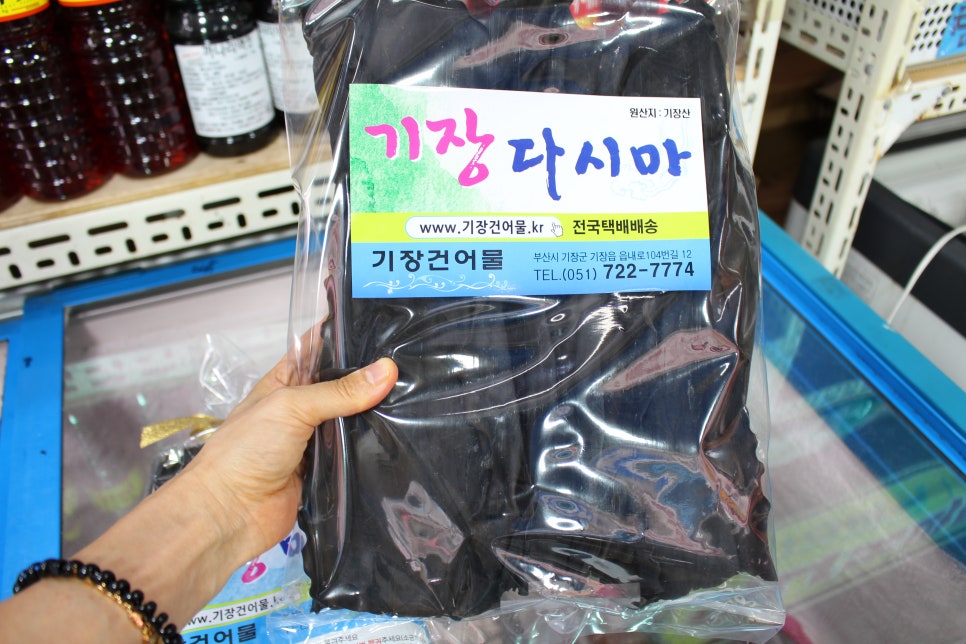 원산지 : 기장산
기장 다시마
www.기장건어물.kr 전국택배배송
기장건어물
부산시 기장군 기장읍 읍내로104번길 12
TEL.(051) 722-7774
www.기장건어물.kr
건어물